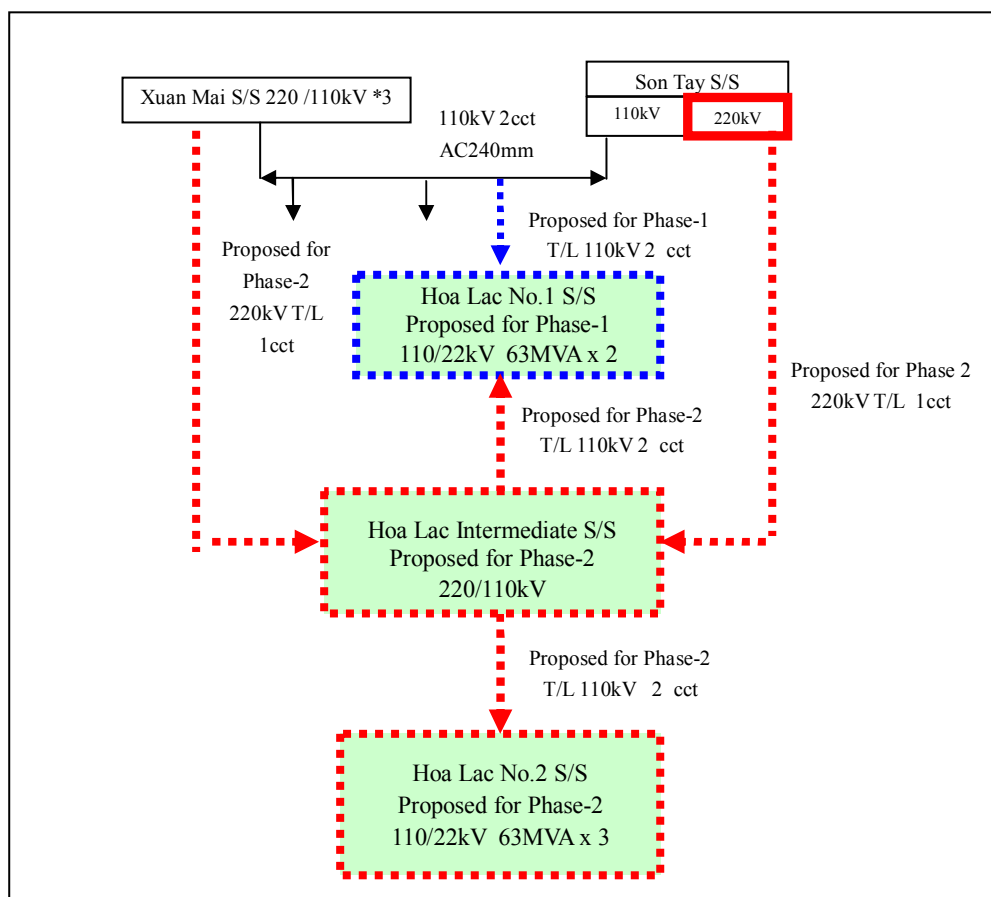 Xuan Mai S/S 220 /110kV *3
Son Tay S/S
110kV
220kV
110kV 2cct
AC240mm
Proposed for
Phase-2
220kV T/L
1cct
Proposed for Phase-1
T/L 110kV 2 cct
Hoa Lac No.1 S/S
Proposed for Phase-1
110/22kV 63MVA x 2
Proposed for Phase 2
220kV T/L 1cct
Proposed for Phase-2
T/L 110kV 2 cct
Hoa Lac Intermediate S/S
Proposed for Phase-2
220/110kV
Proposed for Phase-2
T/L 110kV 2 cct
Hoa Lac No.2 S/S
Proposed for Phase-2
110/22kV 63MVA x 3